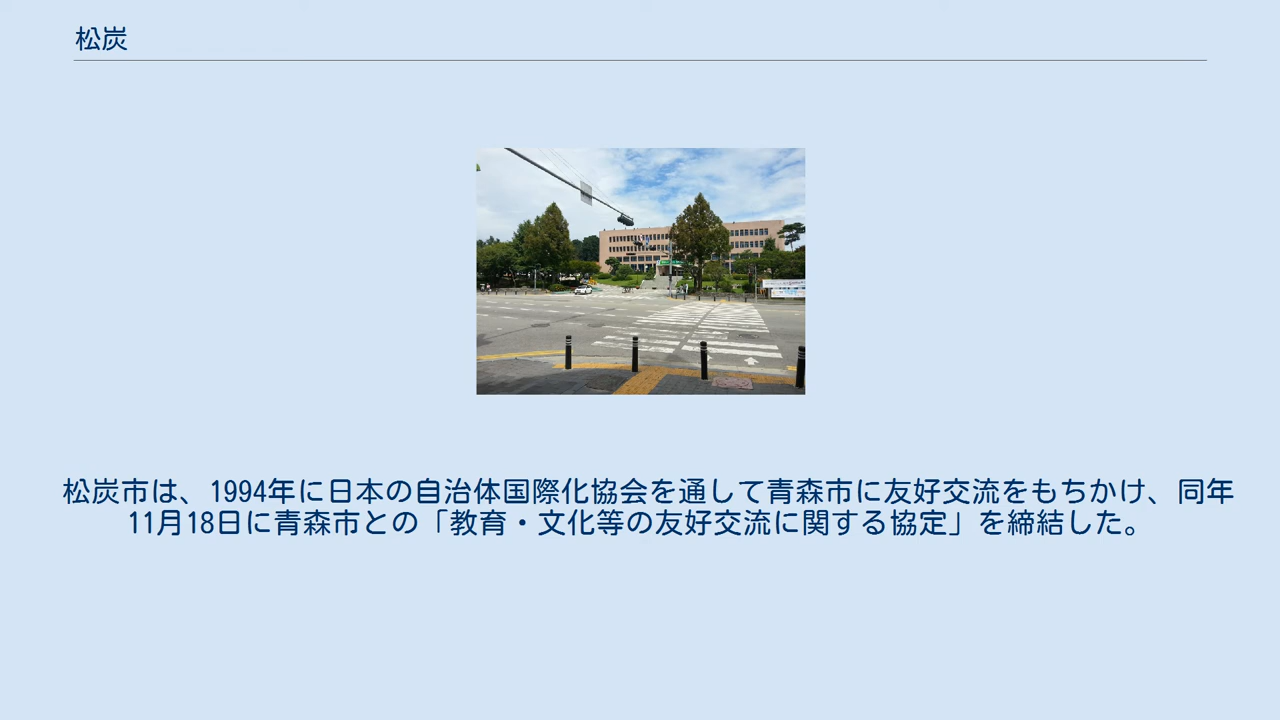 松炭
松炭市は、1994年に日本の自治体国際化協会を通して青森市に友好交流をもちかけ、同年
11月18日に青森市との「教育・文化等の友好交流に関する協定」を締結した。